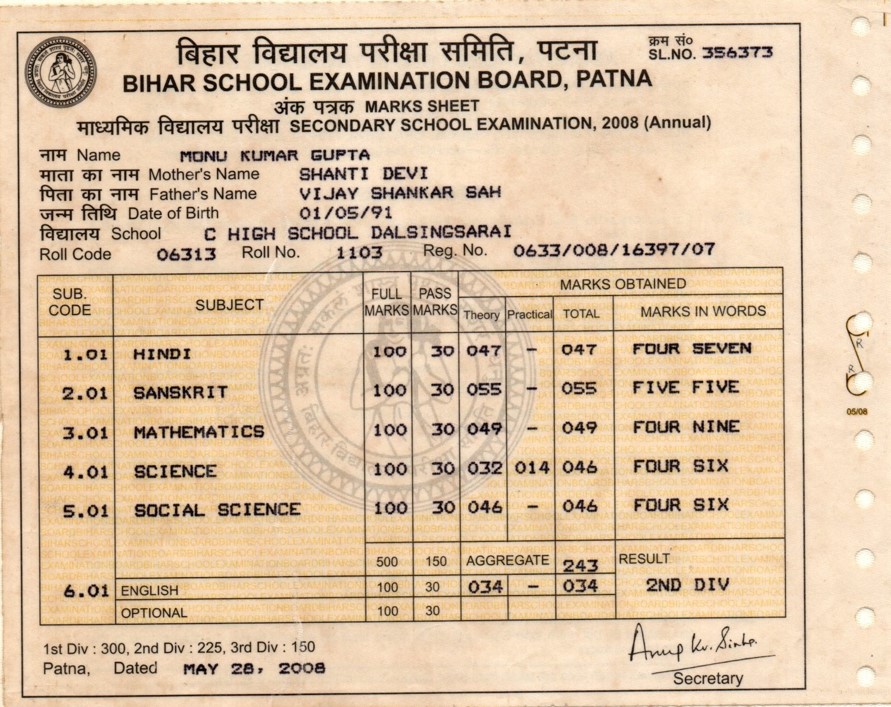 बिहार विद्यालय परीक्षा समिति, पटना
क्रम सं०
SL.NO. 356373
BIHAR SCHOOL EXAMINATION BOARD, PATNA
अंक पत्रक MARKS SHEET
माध्यमिक विद्यालय परीक्षा SECONDARY SCHOOL EXAMINATION, 2008 (Annual)
नाम Name MONU KUMAR GUPTA
माता का नाम Mother's Name SHANTI DEVI
पिता का नाम Father's Name VIJAY SHANKAR SAH
जन्म तिथि Date of Birth 01/05/91
विद्यालय School C HIGH SCHOOL DALSINGSARAI
Roll Code 06313 Roll No. 1103 Reg. No. 0633/008/16397/07
SUB. CODE SUBJECT FULL MARKS PASS MARKS MARKS OBTAINED
Theory Practical TOTAL MARKS IN WORDS
1.01 HINDI 100 30 047 - 047 FOUR SEVEN
2.01 SANSKRIT 100 30 055 - 055 FIVE FIVE
3.01 MATHEMATICS 100 30 049 - 049 FOUR NINE
4.01 SCIENCE 100 30 032 014 046 FOUR SIX
5.01 SOCIAL SCIENCE 100 30 046 - 046 FOUR SIX
500 150 AGGREGATE 243 RESULT
6.01 ENGLISH 100 30 034 - 034 2ND DIV
OPTIONAL 100 30
1st Div : 300, 2nd Div : 225, 3rd Div : 150
Patna, Dated MAY 28, 2008
Anup Kr. Sinha
Secretary
R
R
05/08